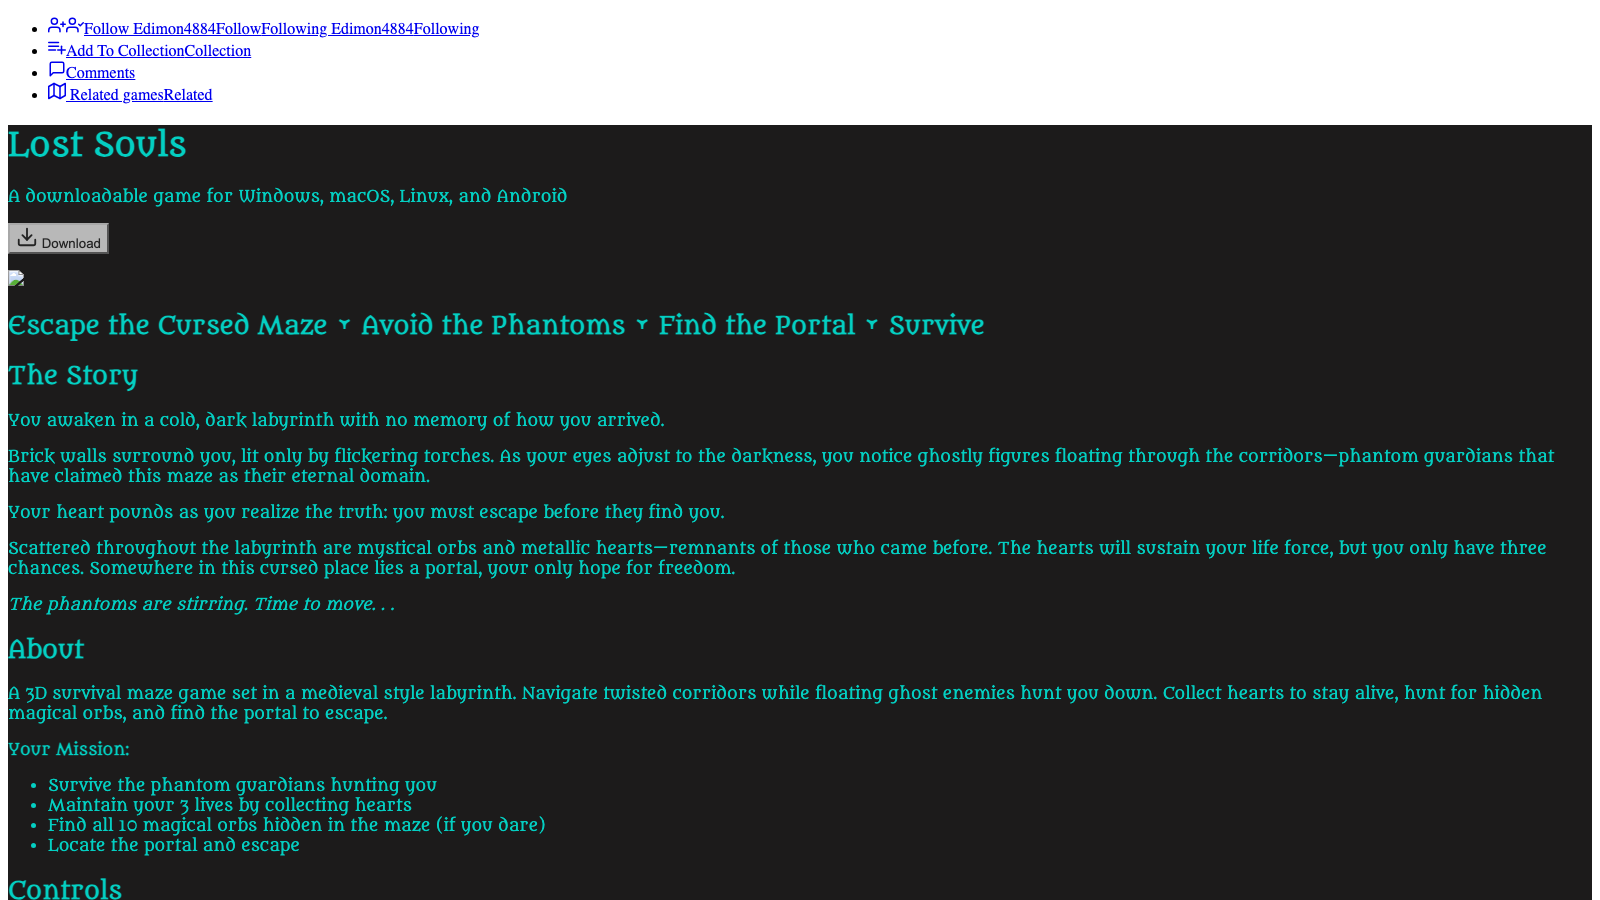 Follow Edimon4884FollowFollowing Edimon4884Following
Add To CollectionCollection
Comments
Related gamesRelated
Lost Souls
A downloadable game for Windows, macOS, Linux, and Android
Download
Escape the Cursed Maze • Avoid the Phantoms • Find the Portal • Survive
The Story
You awaken in a cold, dark labyrinth with no memory of how you arrived.
Brick walls surround you, lit only by flickering torches. As your eyes adjust to the darkness, you notice ghostly figures floating through the corridors—phantom guardians that
have claimed this maze as their eternal domain.
Your heart pounds as you realize the truth: you must escape before they find you.
Scattered throughout the labyrinth are mystical orbs and metallic hearts—remnants of those who came before. The hearts will sustain your life force, but you only have three
chances. Somewhere in this cursed place lies a portal, your only hope for freedom.
The phantoms are stirring. Time to move. . .
About
A 3D survival maze game set in a medieval style labyrinth. Navigate twisted corridors while floating ghost enemies hunt you down. Collect hearts to stay alive, hunt for hidden
magical orbs, and find the portal to escape.
Your Mission:
• Survive the phantom guardians hunting you
• Maintain your 3 lives by collecting hearts
• Find all 10 magical orbs hidden in the maze (if you dare)
• Locate the portal and escape
Controls